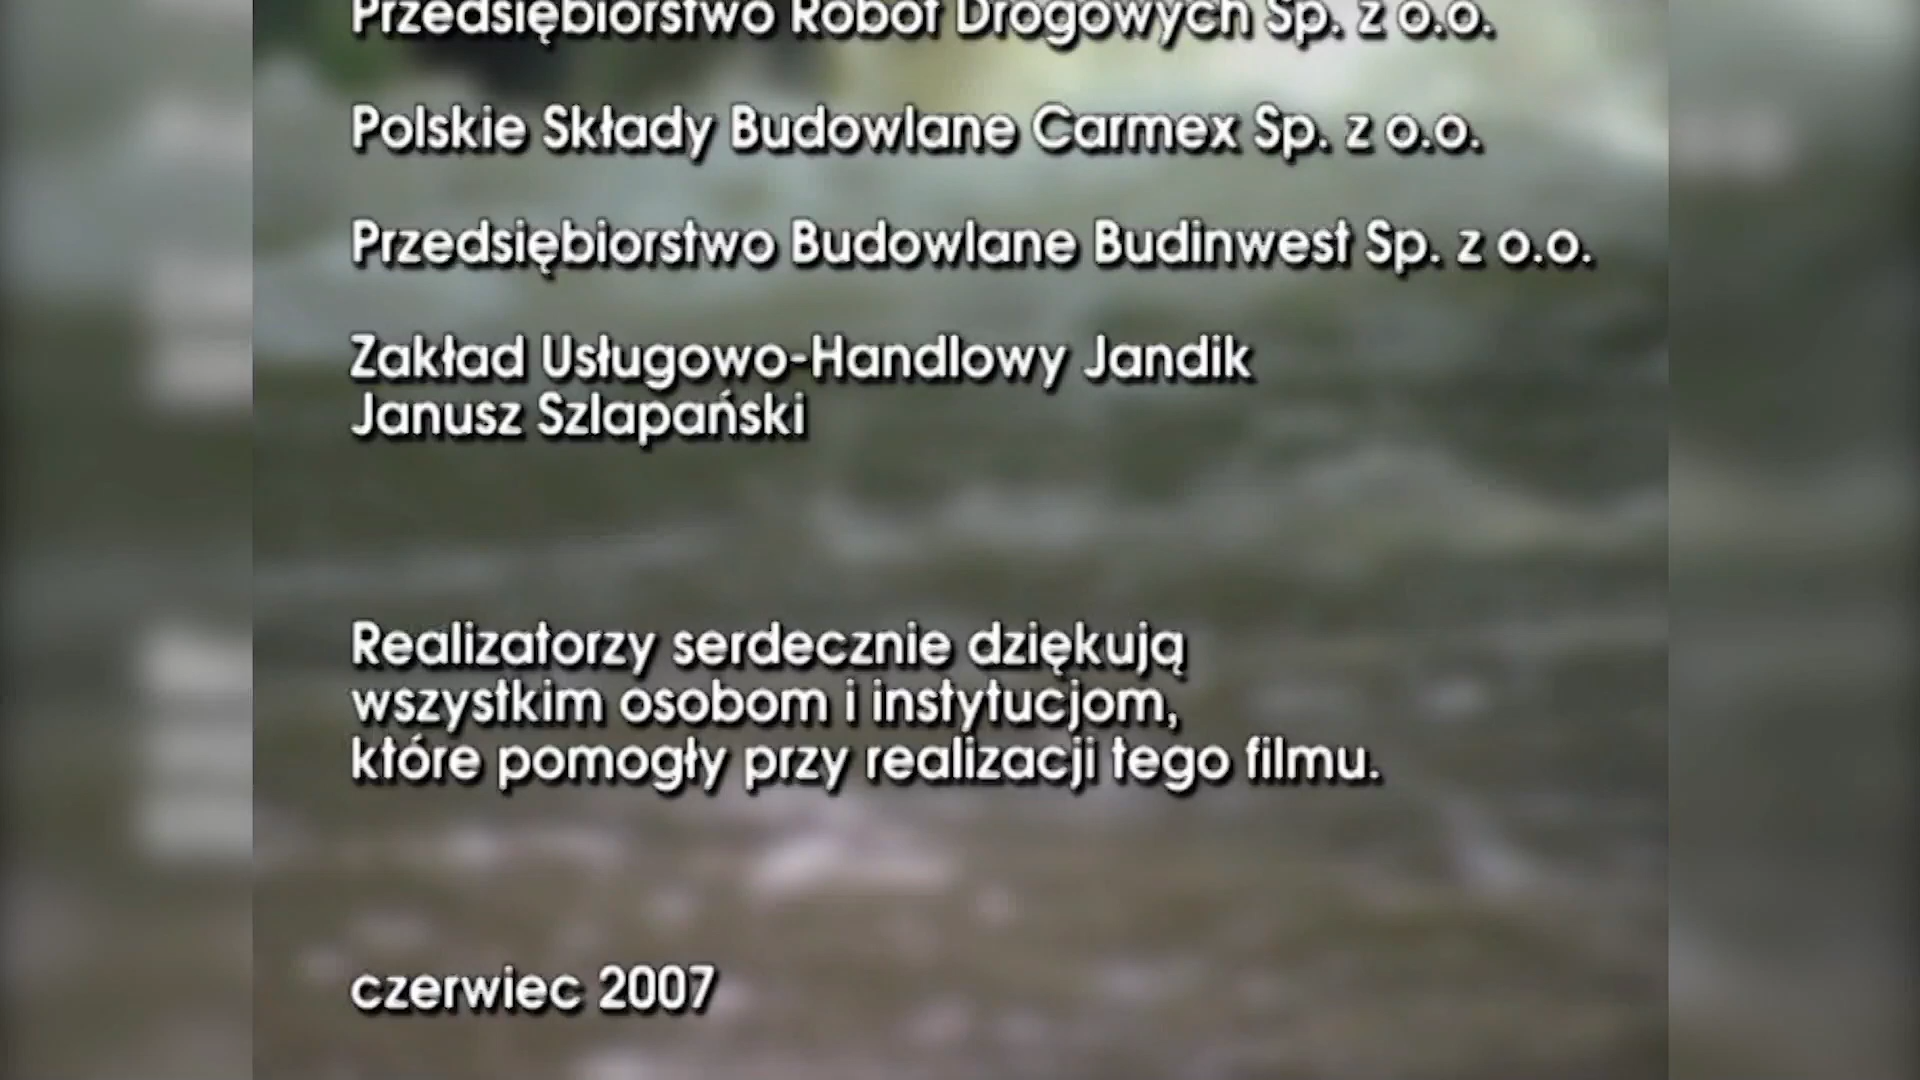 Przedsiębiorstwo Robót Drogowych Sp. z o.o.
Polskie Składy Budowlane Carmex Sp. z o.o.
Przedsiębiorstwo Budowlane Budinwest Sp. z o.o.
Zakład Usługowo-Handlowy Jandik
Janusz Szlapański
Realizatorzy serdecznie dziękują
wszystkim osobom i instytucjom,
które pomogły przy realizacji tego filmu.
czerwiec 2007